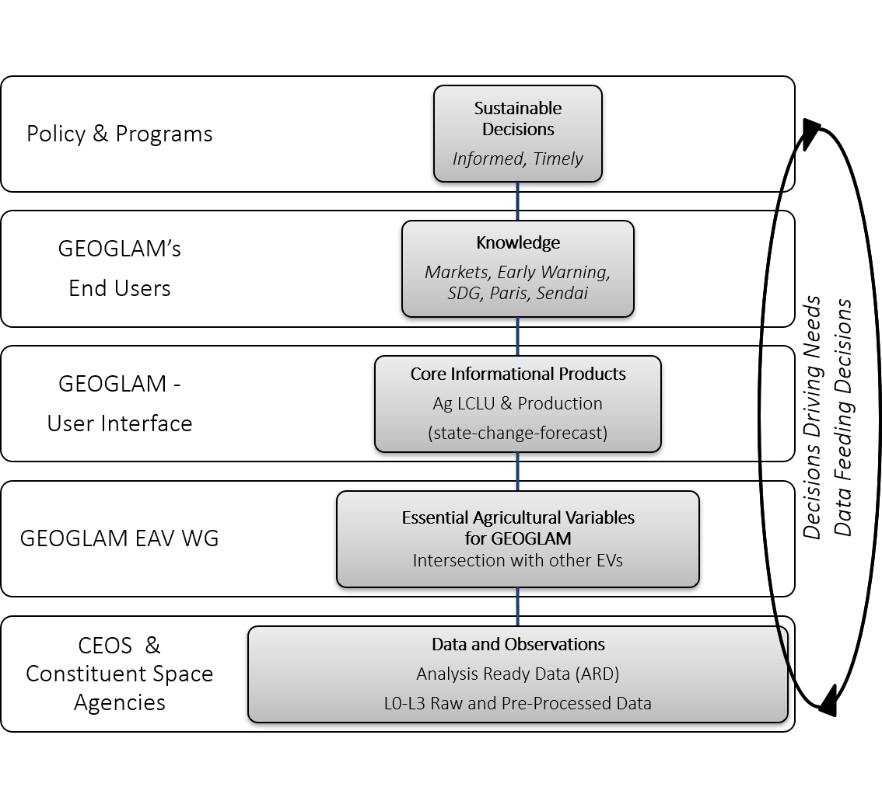 Policy & Programs
Sustainable
Decisions
Informed, Timely
GEOGLAM’s
End Users
Knowledge
Markets, Early Warning,
SDG, Paris, Sendai
GEOGLAM -
User Interface
Core Informational Products
Ag LCLU & Production
(state-change-forecast)
GEOGLAM EAV WG
Essential Agricultural Variables
for GEOGLAM
Intersection with other EVs
CEOS &
Constituent Space
Agencies
Data and Observations
Analysis Ready Data (ARD)
L0-L3 Raw and Pre-Processed Data
Decisions Driving Needs
Data Feeding Decisions